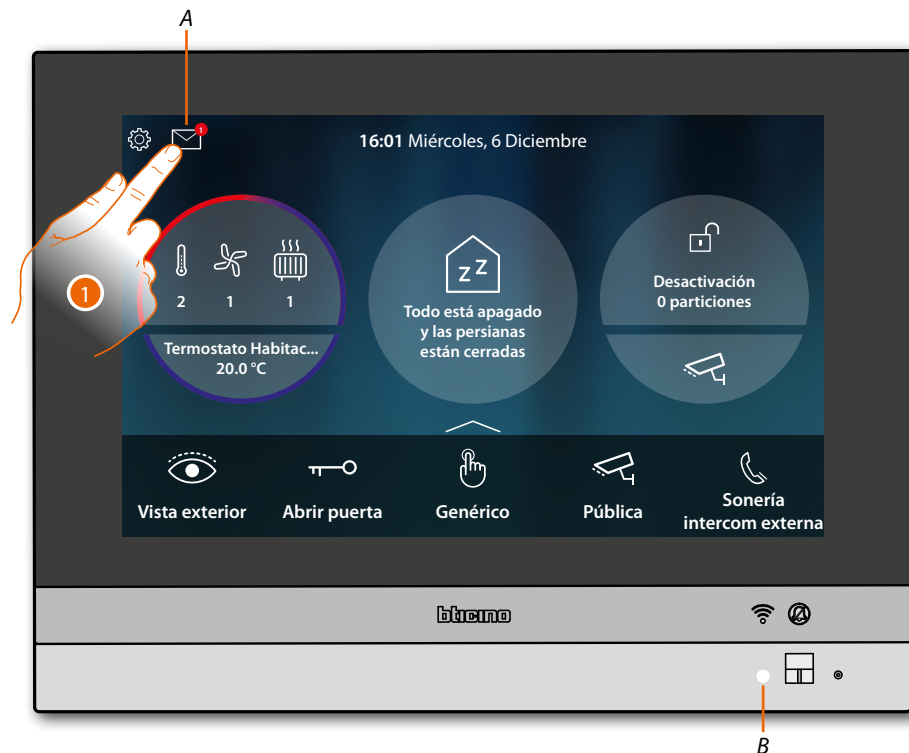 A
1
16:01 Miércoles, 6 Diciembre
1
2 1 1
Termostato Habitac...
20.0 °C
zZ
Todo está apagado
y las persianas
están cerradas
Desactivación
0 particiones
Vista exterior
Abrir puerta
Genérico
Pública
Sonería
intercom externa
bticino
B